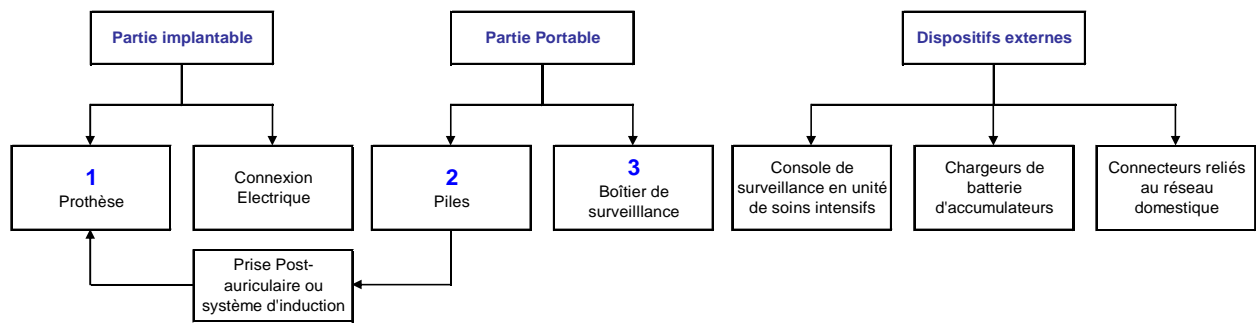 Partie implantable
Partie Portable
Dispositifs externes
1
Prothèse
Connexion
Electrique
2
Piles
3
Boîtier de
surveilllance
Console de
surveillance en unité
de soins intensifs
Chargeurs de
batterie
d'accumulateurs
Connecteurs reliés
au réseau
domestique
Prise Post-
auriculaire ou
système d'induction